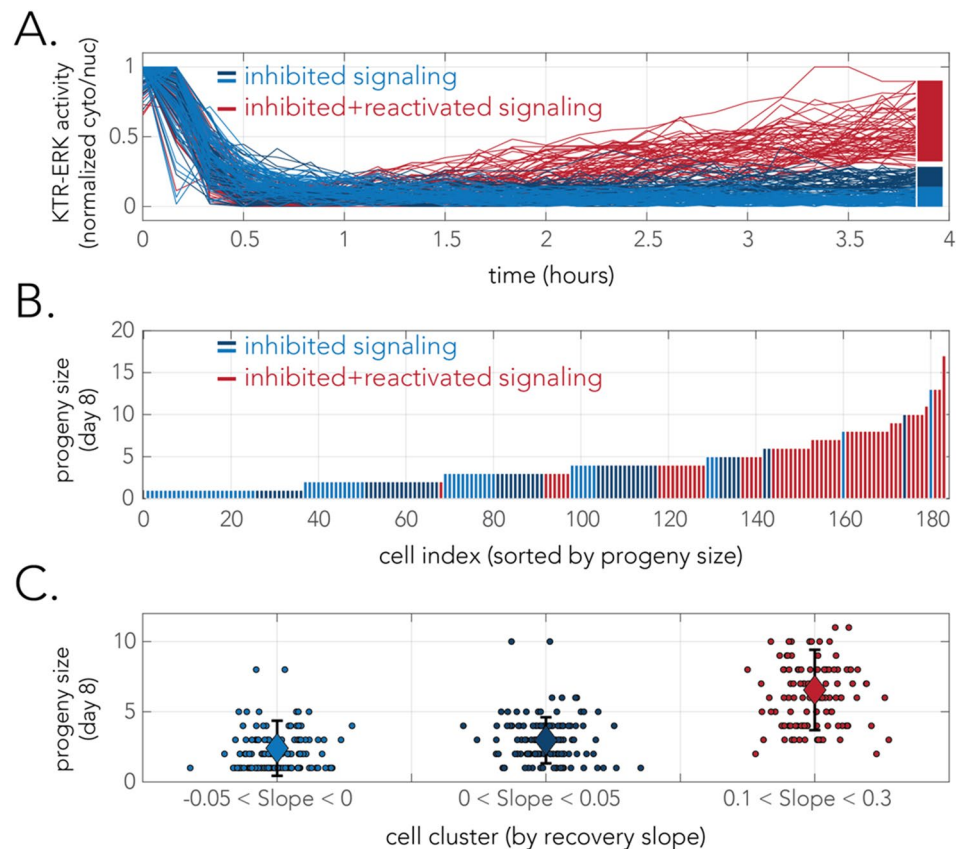 A.
KTR-ERK activity
(normalized cyto/nuc)
1
0.5
0
inhibited signaling
inhibited+reactivated signaling
0 0.5 1 1.5 2 2.5 3 3.5 4
time (hours)
B.
progeny size
(day 8)
20
15
10
5
0
inhibited signaling
inhibited+reactivated signaling
0 20 40 60 80 100 120 140 160 180
cell index (sorted by progeny size)
C.
progeny size
(day 8)
10
5
0
-0.05 < Slope < 0 0 < Slope < 0.05 0.1 < Slope < 0.3
cell cluster (by recovery slope)